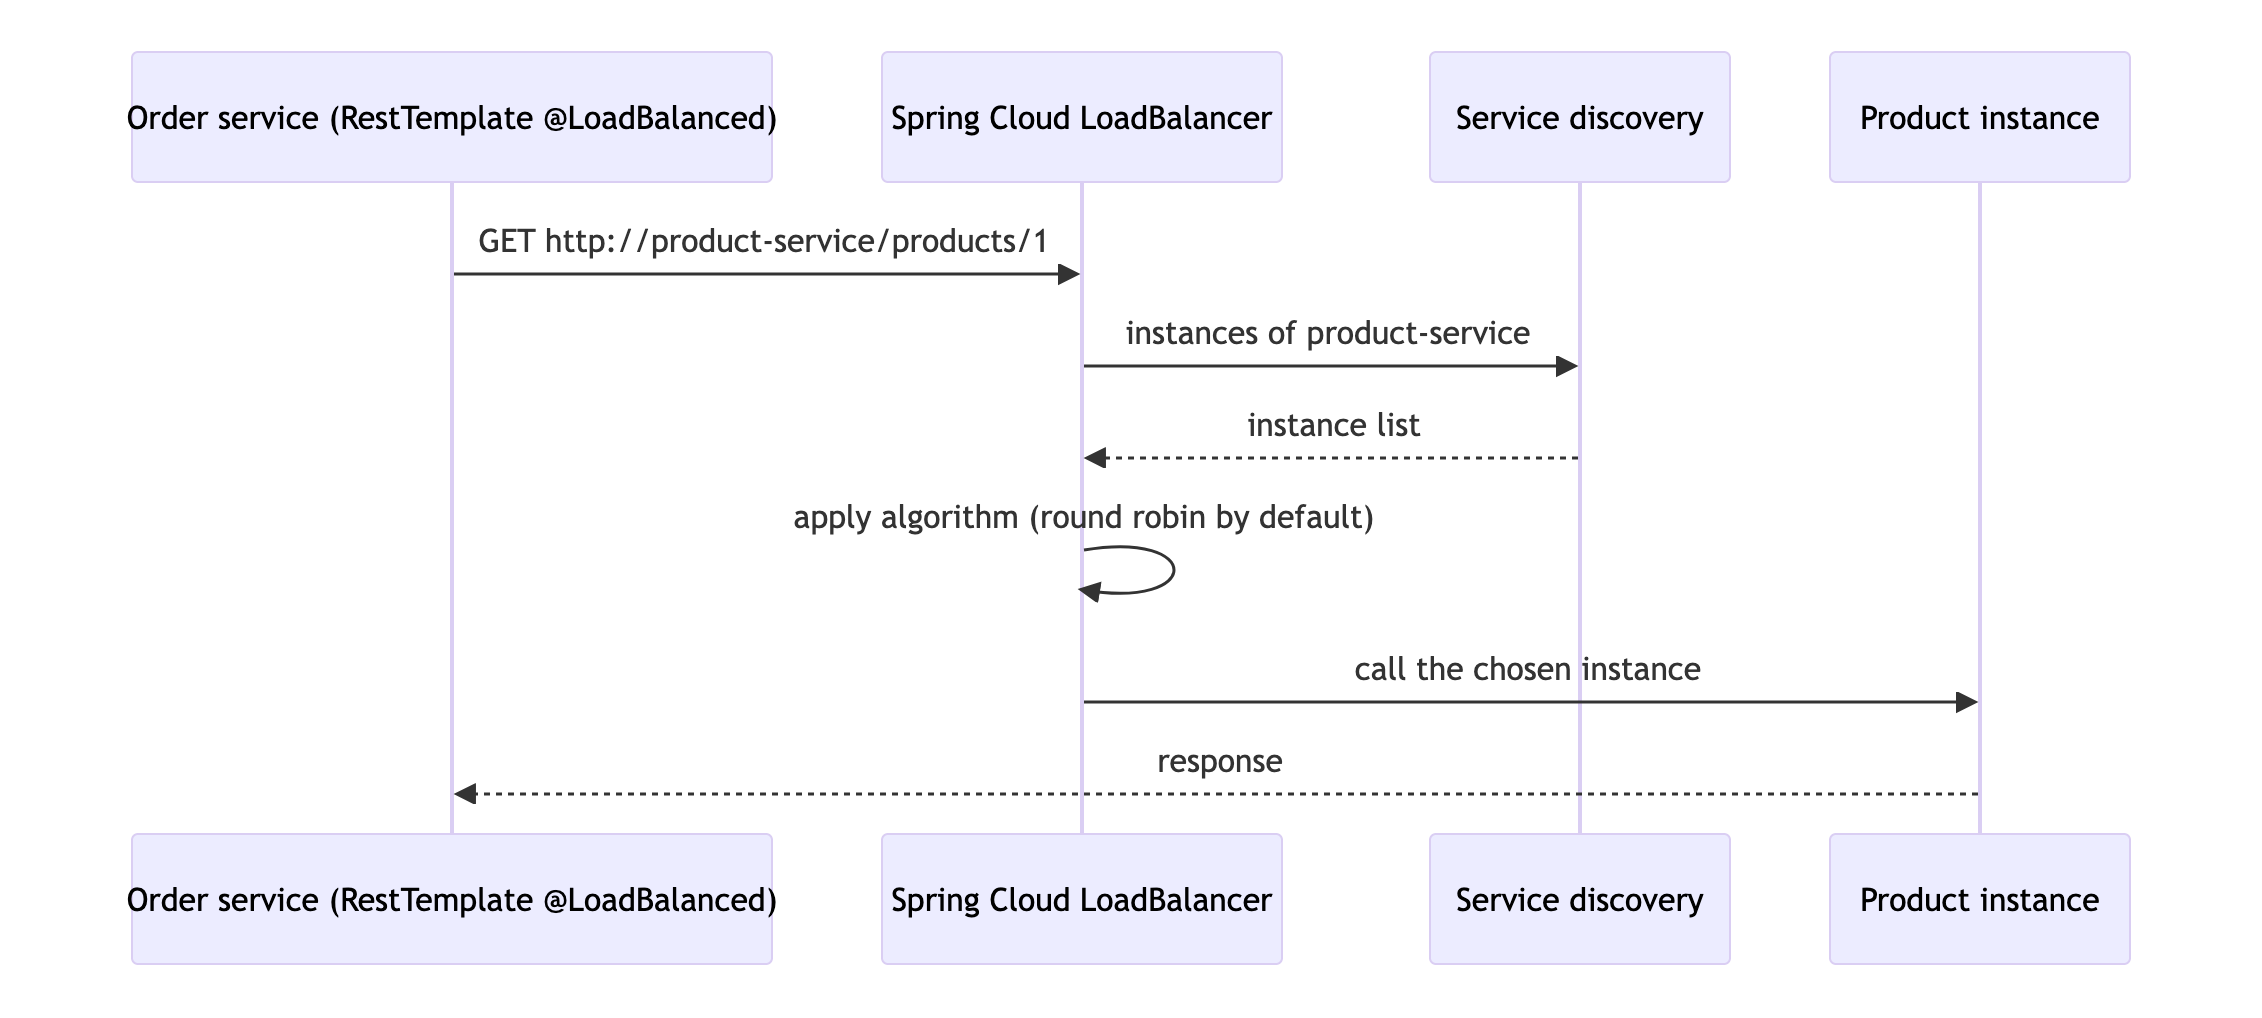 Order service (RestTemplate @LoadBalanced)
Spring Cloud LoadBalancer
Service discovery
Product instance
GET http://product-service/products/1
instances of product-service
instance list
apply algorithm (round robin by default)
call the chosen instance
response
Order service (RestTemplate @LoadBalanced)
Spring Cloud LoadBalancer
Service discovery
Product instance